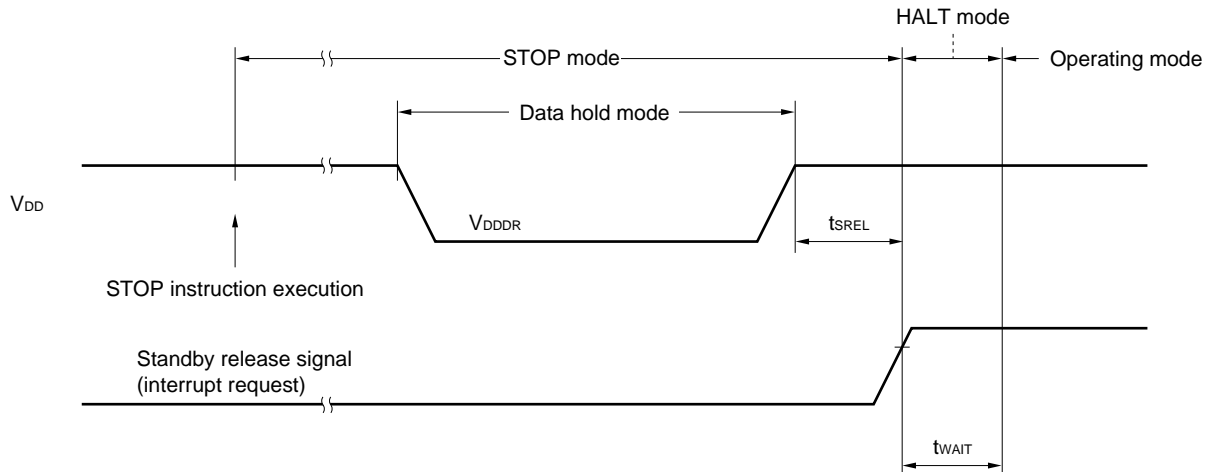 HALT mode
STOP mode
Operating mode
Data hold mode
VDD
VDDDR
tSREL
STOP instruction execution
Standby release signal
(interrupt request)
tWAIT